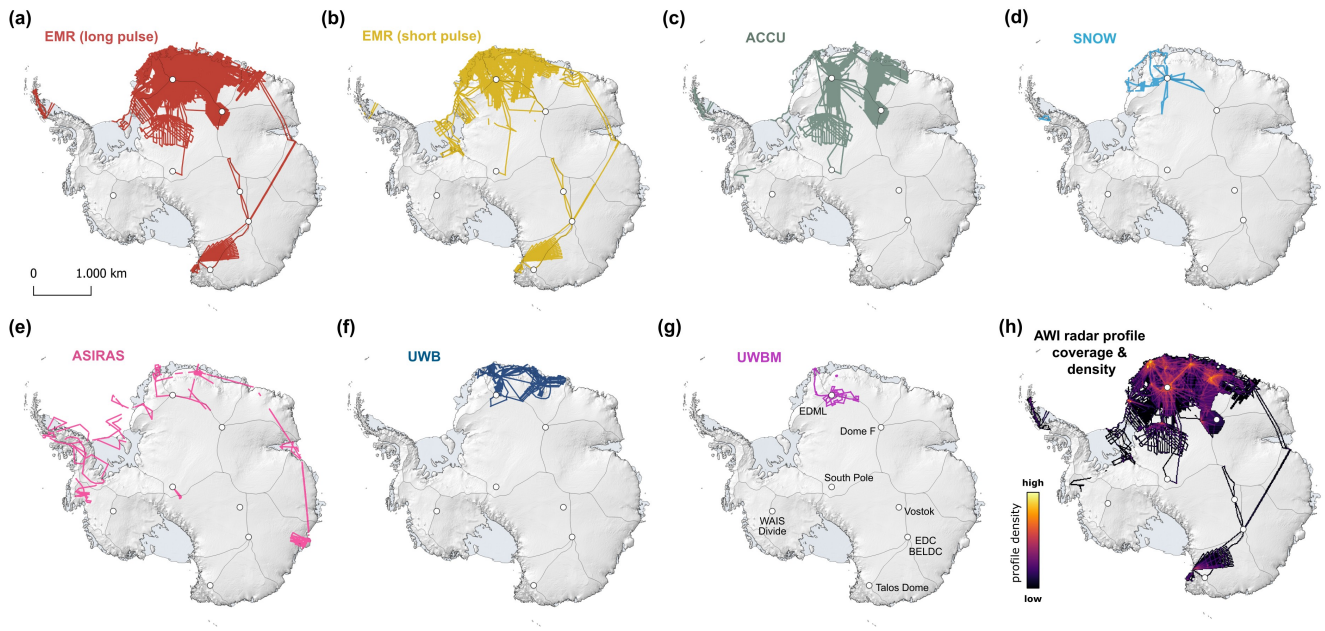 (a)
EMR (long pulse)
(b)
EMR (short pulse)
(c)
ACCU
(d)
SNOW
0
1.000 km
(e)
ASIRAS
(f)
UWB
(g)
UWBM
EDML
Dome F
South Pole
WAIS
Divide
Vostok
EDC
BELDC
Talos Dome
(h)
AWI radar profile
coverage &
density
high
profile density
low